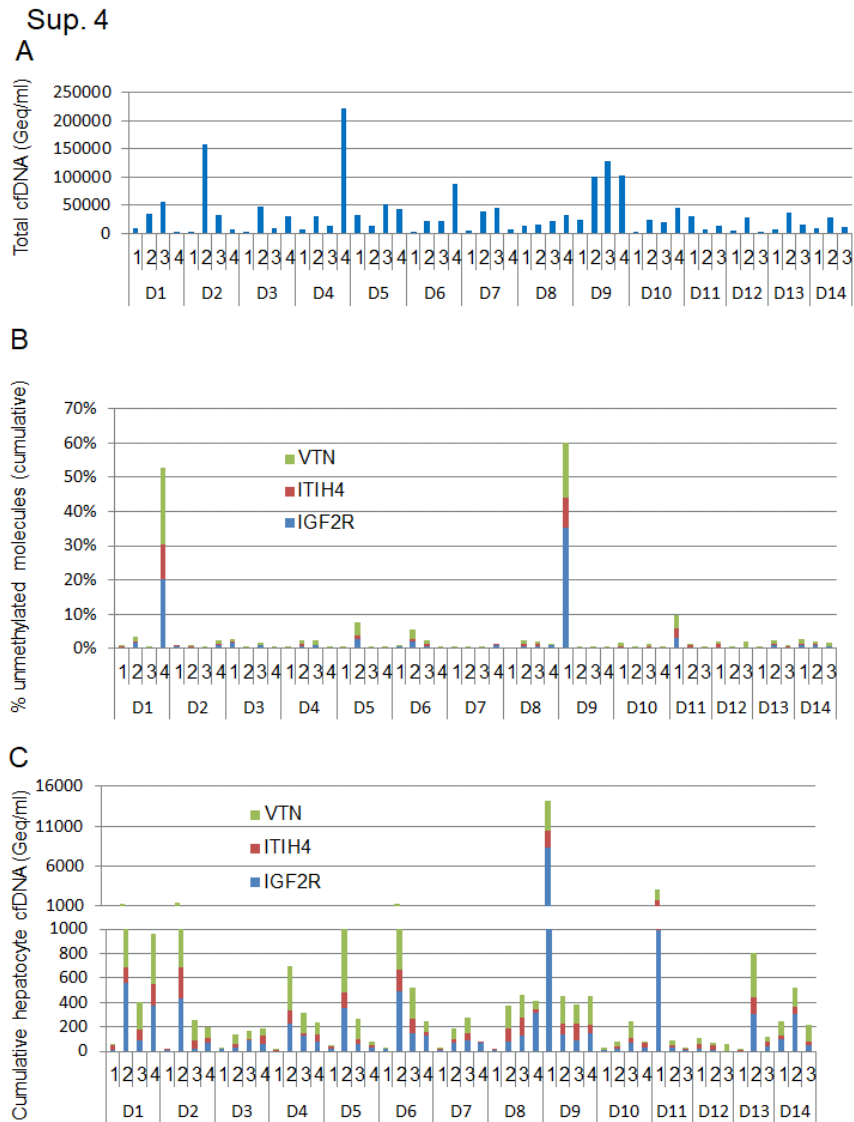 Sup. 4
A
Total cfDNA (Geq/ml)
250000
200000
150000
100000
50000
0
1 2 3 4 1 2 3 4 1 2 3 4 1 2 3 4 1 2 3 4 1 2 3 4 1 2 3 4 1 2 3 4 1 2 3 4 1 2 3 4 1 2 3 1 2 3 1 2 3 1 2 3
D1 D2 D3 D4 D5 D6 D7 D8 D9 D10 D11 D12 D13 D14
B
% unmethylated molecules (cumulative)
70%
60%
50%
40%
30%
20%
10%
0%
VTN
ITIH4
IGF2R
1 2 3 4 1 2 3 4 1 2 3 4 1 2 3 4 1 2 3 4 1 2 3 4 1 2 3 4 1 2 3 4 1 2 3 4 1 2 3 4 1 2 3 1 2 3 1 2 3 1 2 3
D1 D2 D3 D4 D5 D6 D7 D8 D9 D10 D11 D12 D13 D14
C
Cumulative hepatocyte cfDNA (Geq/ml)
16000
11000
6000
1000
VTN
ITIH4
IGF2R
1000
800
600
400
200
0
1 2 3 4 1 2 3 4 1 2 3 4 1 2 3 4 1 2 3 4 1 2 3 4 1 2 3 4 1 2 3 4 1 2 3 4 1 2 3 4 1 2 3 1 2 3 1 2 3 1 2 3
D1 D2 D3 D4 D5 D6 D7 D8 D9 D10 D11 D12 D13 D14